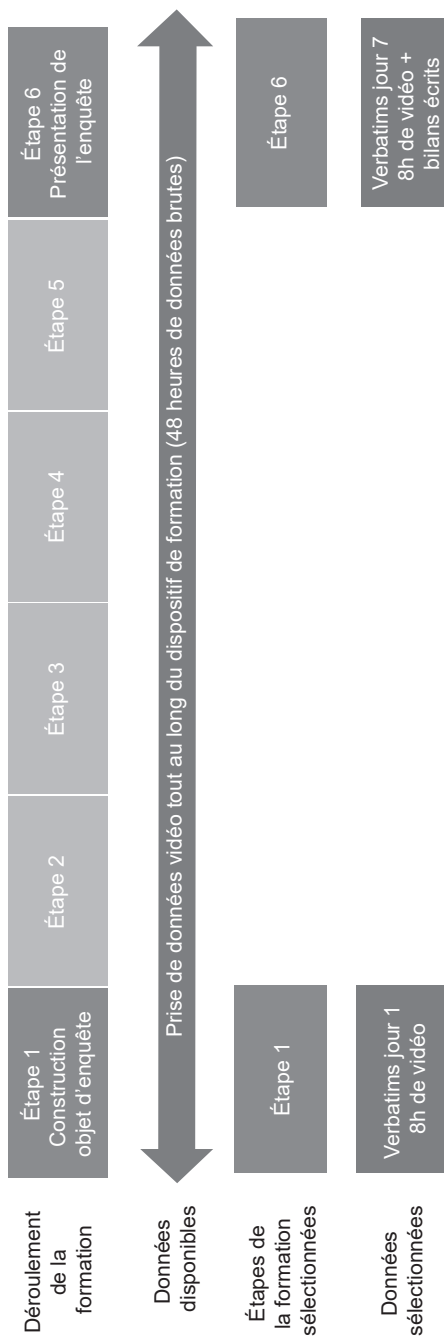 Déroulement
de la
formation
Étape 1
Construction
objet d'enquête
Étape 2
Étape 3
Étape 4
Étape 5
Étape 6
Présentation de
l'enquête
Données
disponibles
Prise de données vidéo tout au long du dispositif de formation (48 heures de données brutes)
Étapes de
la formation
sélectionnées
Étape 1
Étape 6
Données
sélectionnées
Verbatims jour 1
8h de vidéo
Verbatims jour 7
8h de vidéo +
bilans écrits